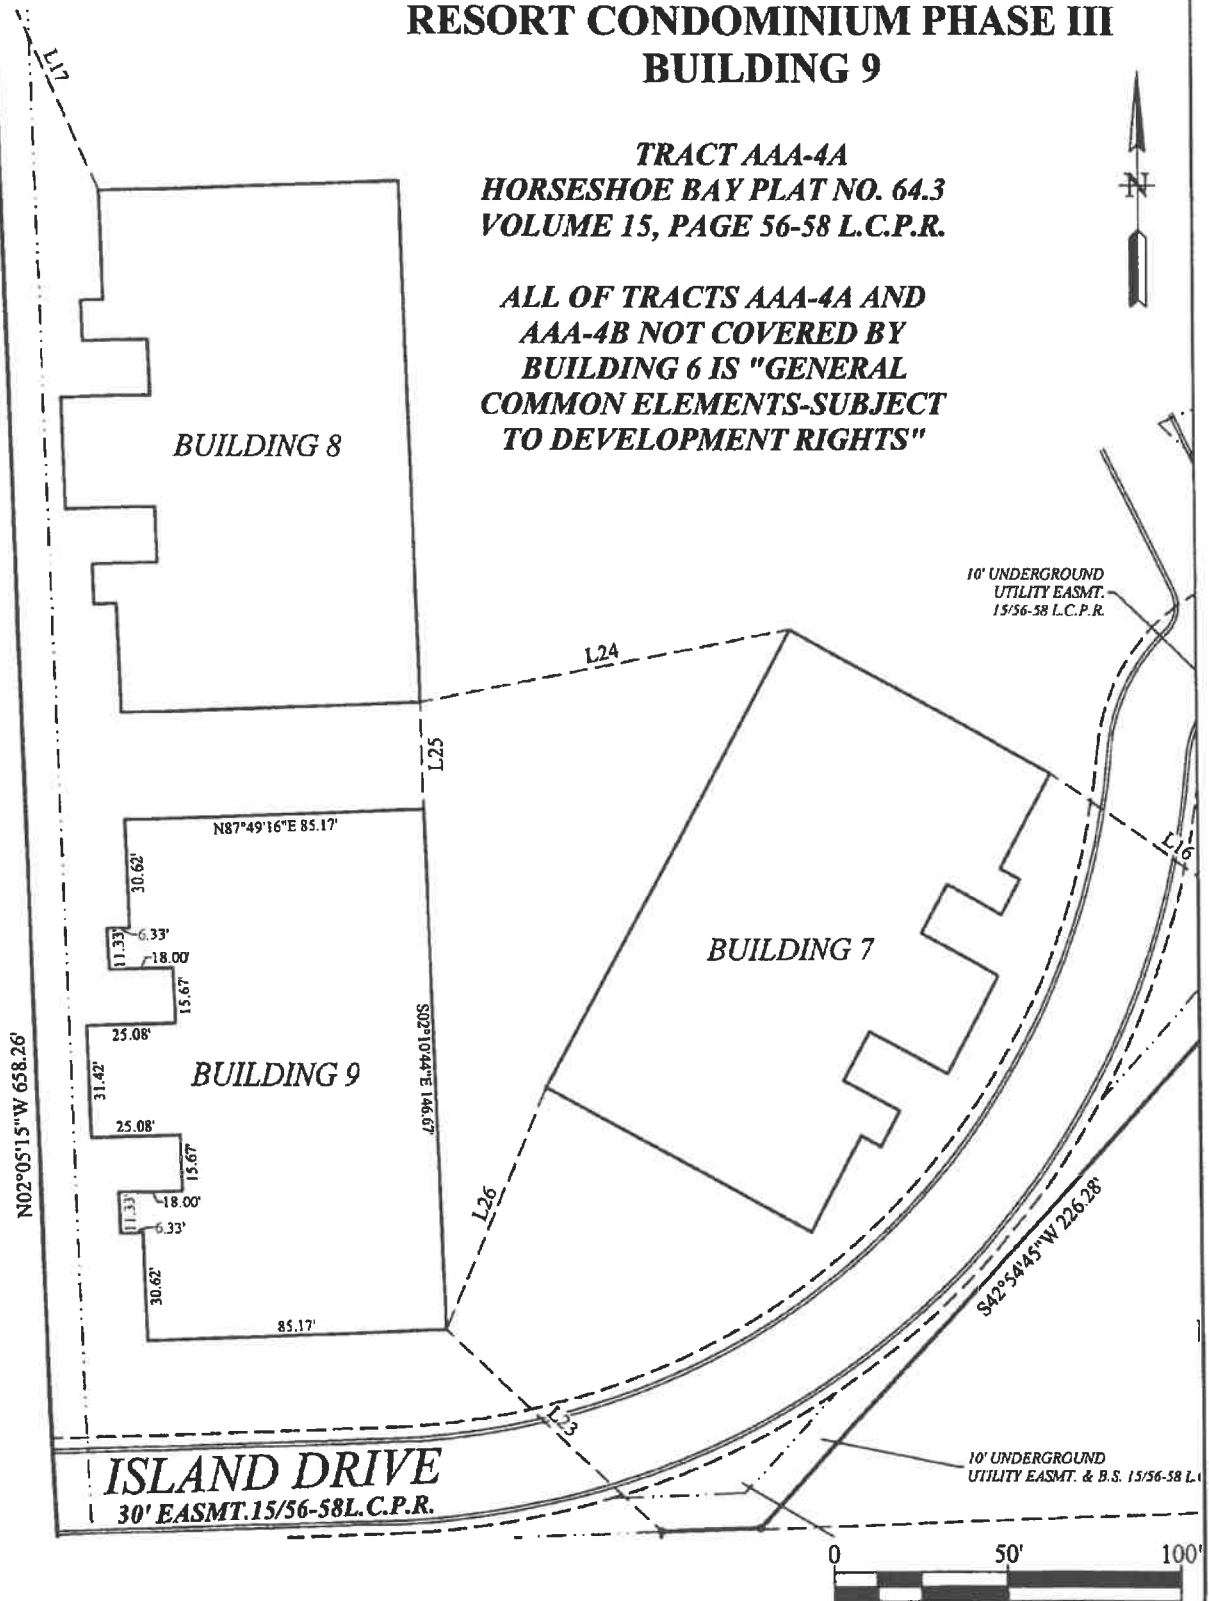 RESORT CONDOMINIUM PHASE III
BUILDING 9
L17
TRACT AAA-4A
HORSESHOE BAY PLAT NO. 64.3
VOLUME 15, PAGE 56-58 L.C.P.R.
N
ALL OF TRACTS AAA-4A AND
AAA-4B NOT COVERED BY
BUILDING 6 IS "GENERAL
COMMON ELEMENTS-SUBJECT
TO DEVELOPMENT RIGHTS"
BUILDING 8
10' UNDERGROUND
UTILITY EASMT.
15/56-58 L.C.P.R.
L24
L25
N87°49'16"E 85.17'
L16
30.62'
6.33'
11.33'
18.00'
15.67'
25.08'
BUILDING 7
N02°05'15"W 658.26'
31.42'
BUILDING 9
S02°10'44"E 146.67'
25.08'
15.67'
18.00'
11.33'
6.33'
L26
S42°54'45"W 226.28'
30.62'
85.17'
L23
ISLAND DRIVE
30' EASMT.15/56-58L.C.P.R.
10' UNDERGROUND
UTILITY EASMT. & B.S. 15/56-58 L
0 50' 100'